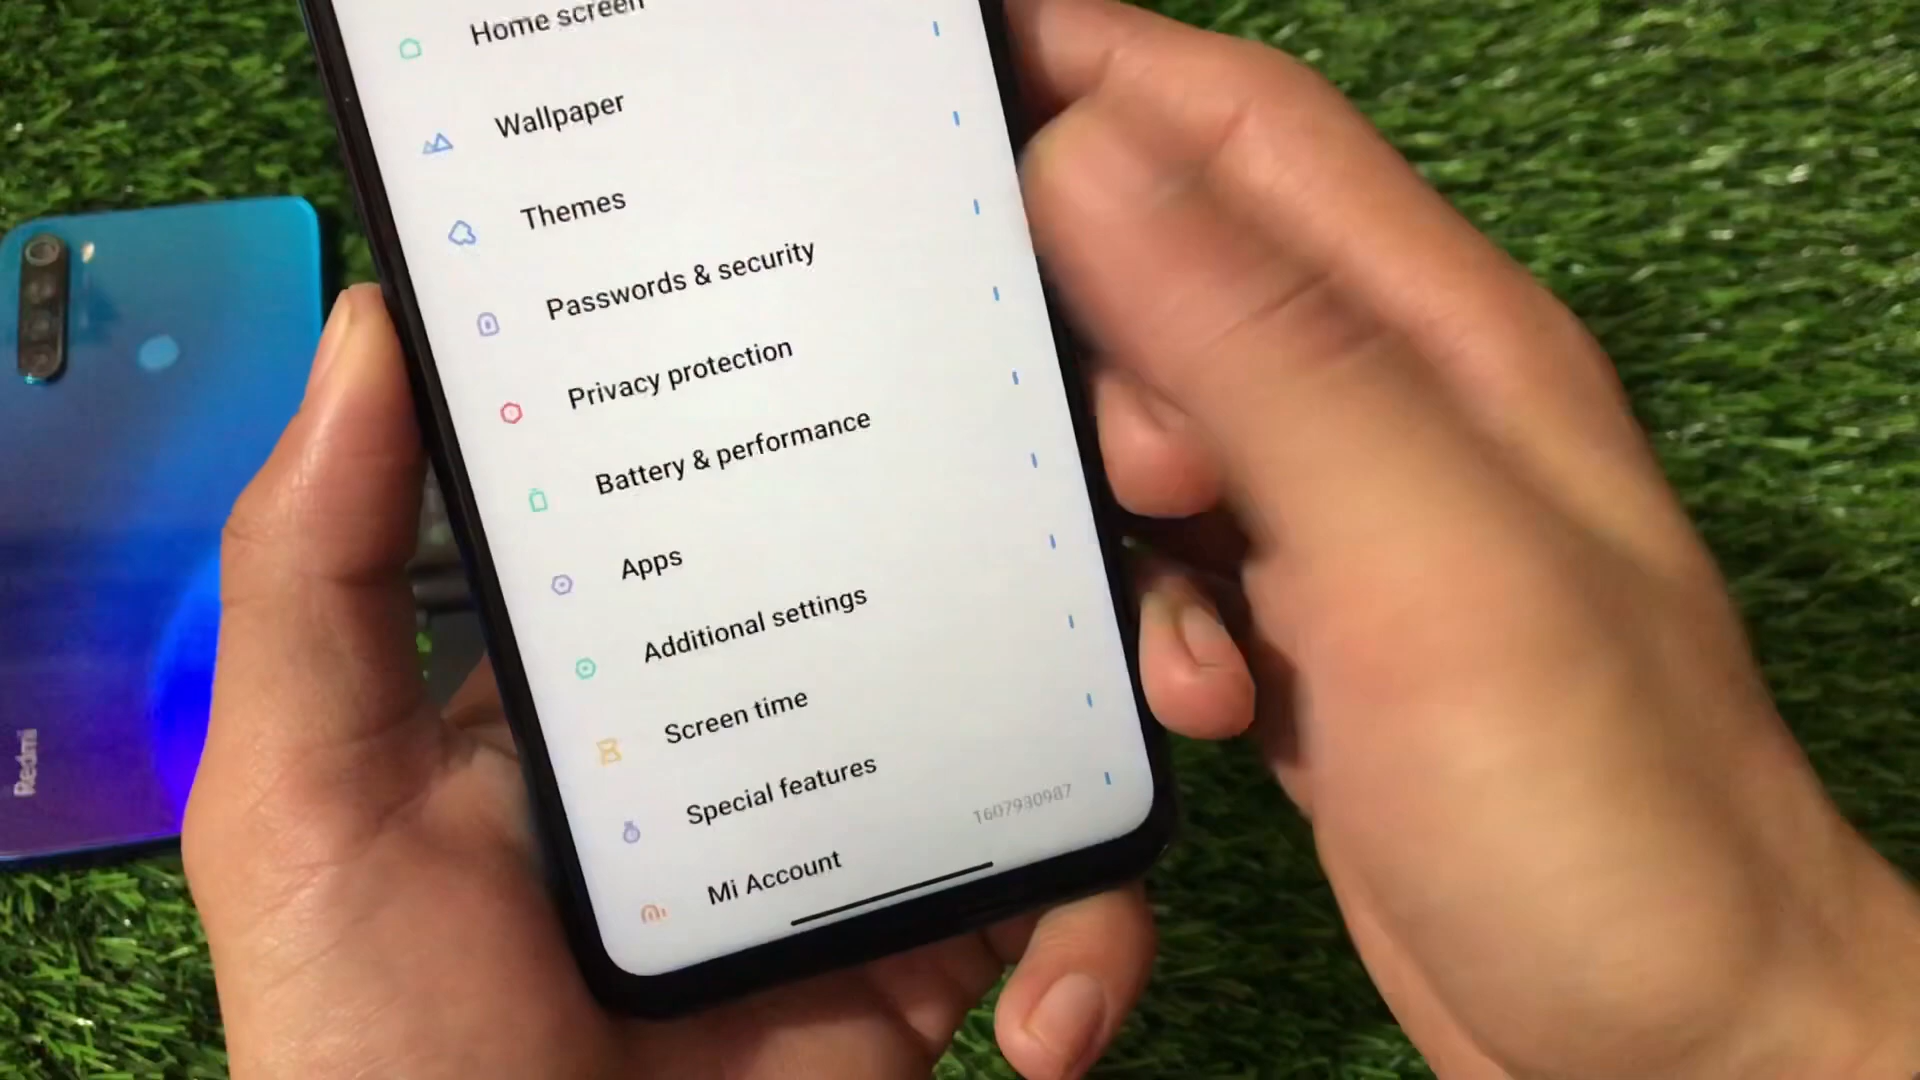 Home screen
Wallpaper
Themes
Passwords & security
Privacy protection
Battery & performance
Apps
Additional settings
Screen time
Special features
1607930987
Mi Account
Redmi